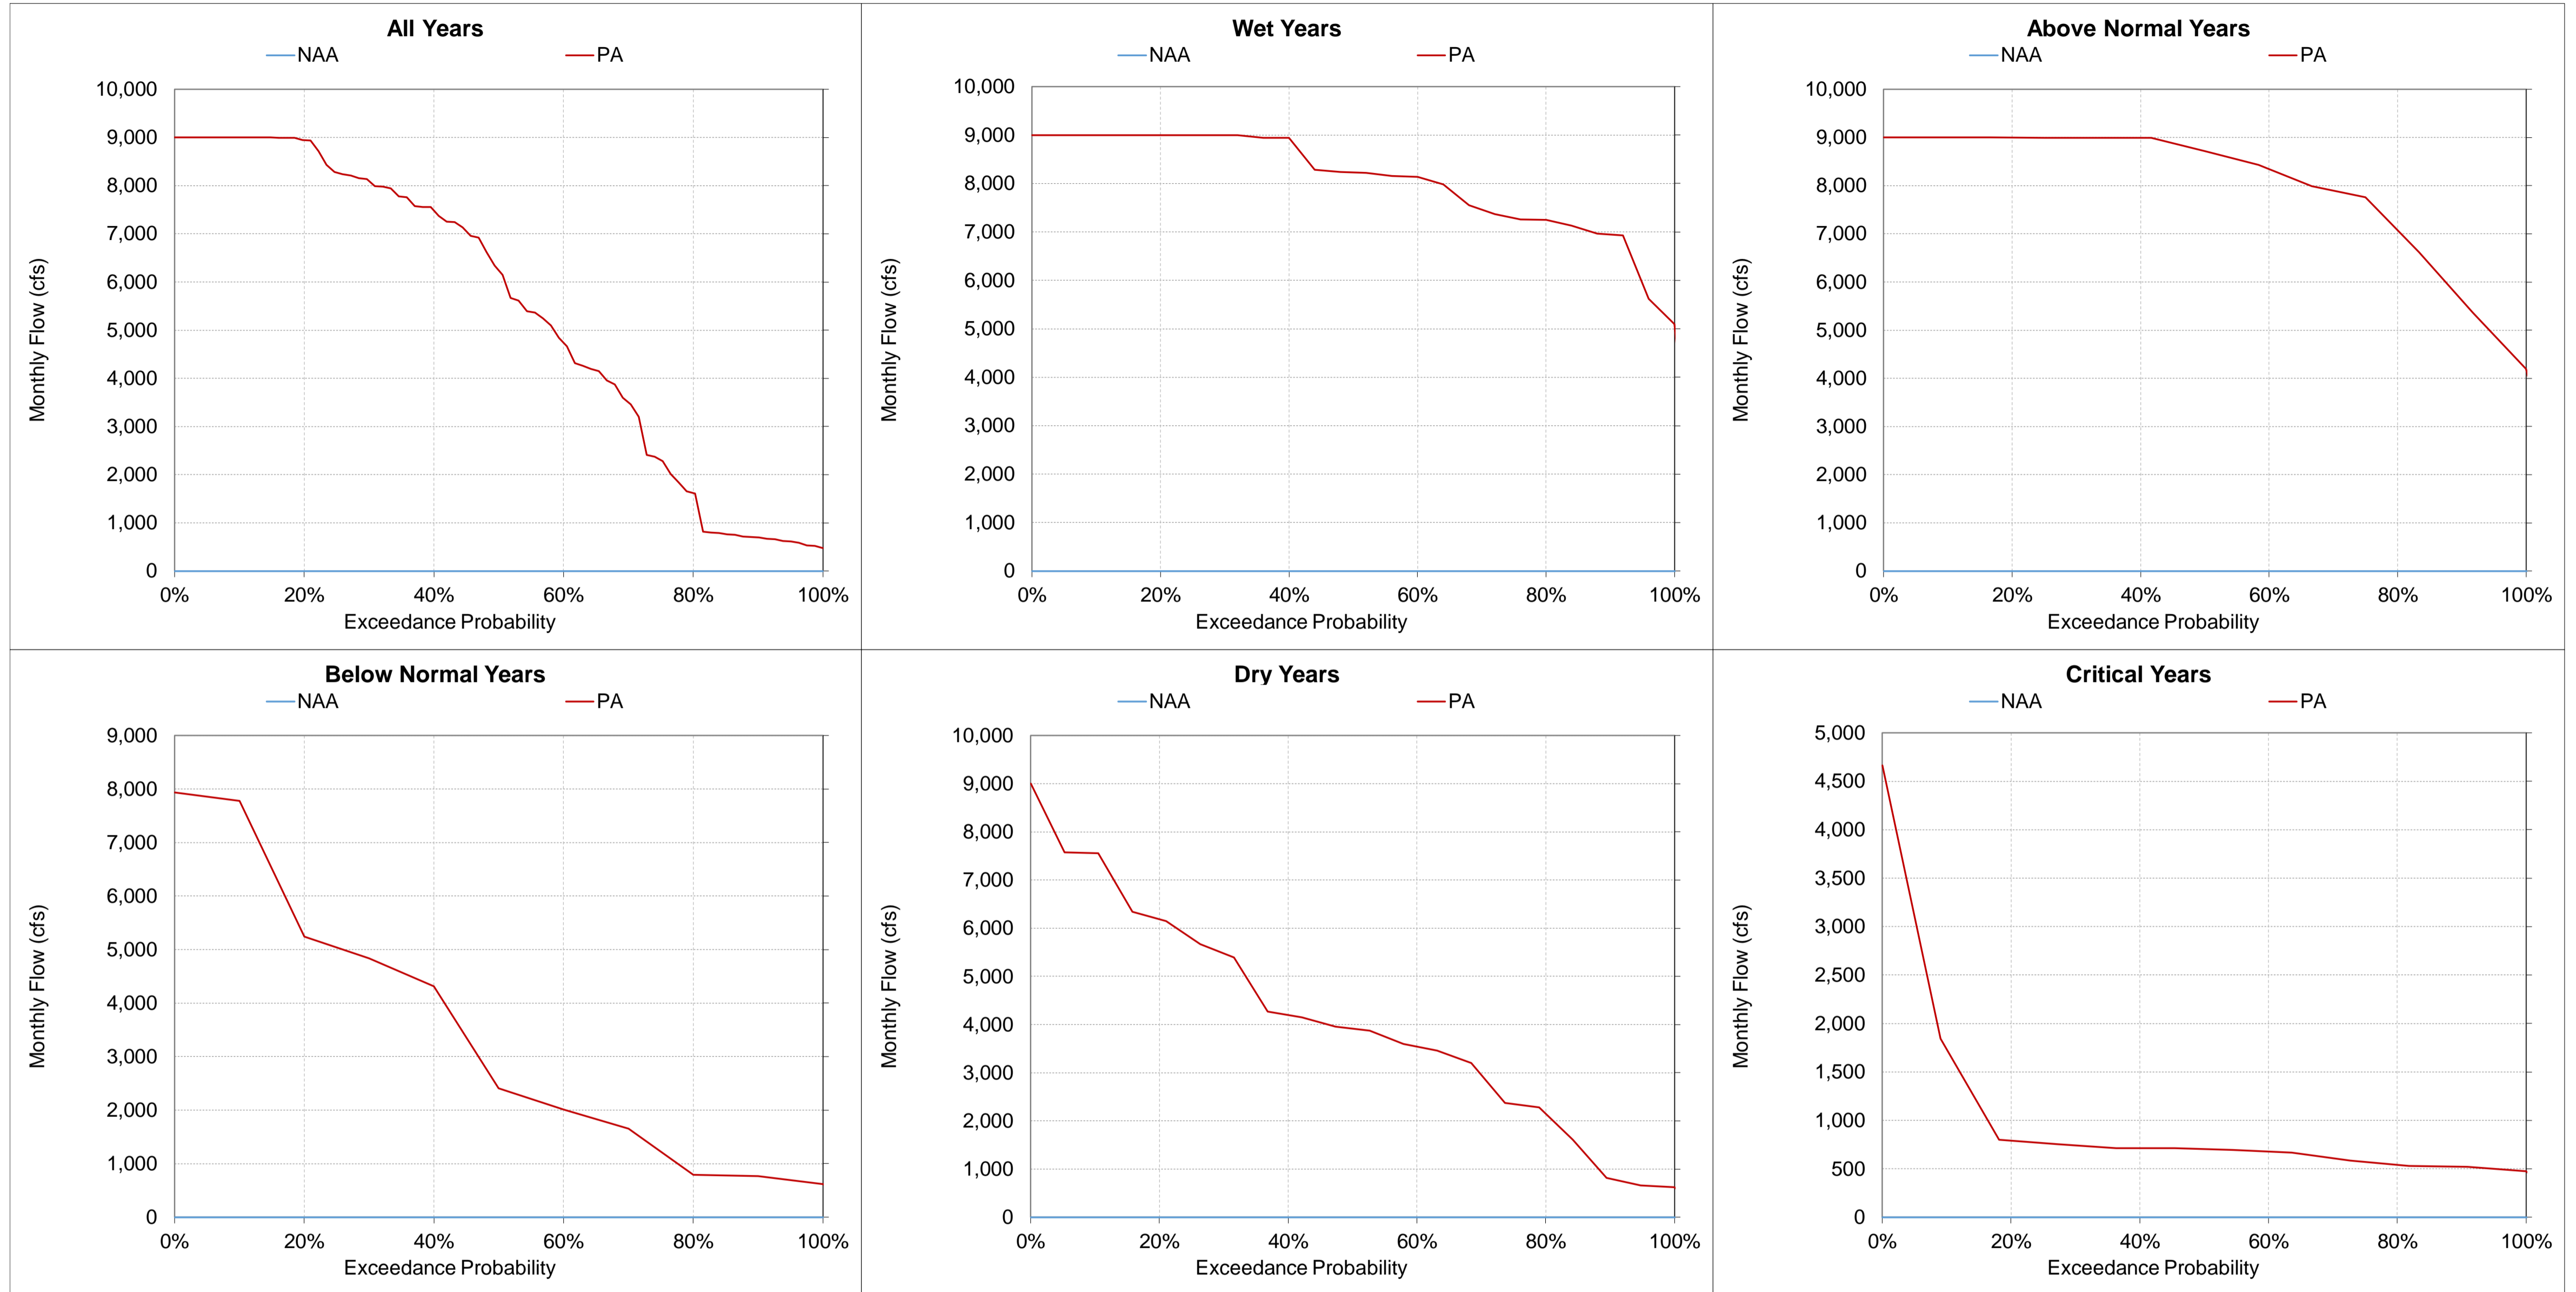 All Years
NAA PA
10,000
9,000
8,000
7,000
6,000
5,000
4,000
3,000
2,000
1,000
0
Monthly Flow (cfs)
0% 20% 40% 60% 80% 100%
Exceedance Probability
Wet Years
NAA PA
10,000
9,000
8,000
7,000
6,000
5,000
4,000
3,000
2,000
1,000
0
Monthly Flow (cfs)
0% 20% 40% 60% 80% 100%
Exceedance Probability
Above Normal Years
NAA PA
10,000
9,000
8,000
7,000
6,000
5,000
4,000
3,000
2,000
1,000
0
Monthly Flow (cfs)
0% 20% 40% 60% 80% 100%
Exceedance Probability
Below Normal Years
NAA PA
9,000
8,000
7,000
6,000
5,000
4,000
3,000
2,000
1,000
0
Monthly Flow (cfs)
0% 20% 40% 60% 80% 100%
Exceedance Probability
Dry Years
NAA PA
10,000
9,000
8,000
7,000
6,000
5,000
4,000
3,000
2,000
1,000
0
Monthly Flow (cfs)
0% 20% 40% 60% 80% 100%
Exceedance Probability
Critical Years
NAA PA
5,000
4,500
4,000
3,500
3,000
2,500
2,000
1,500
1,000
500
0
Monthly Flow (cfs)
0% 20% 40% 60% 80% 100%
Exceedance Probability